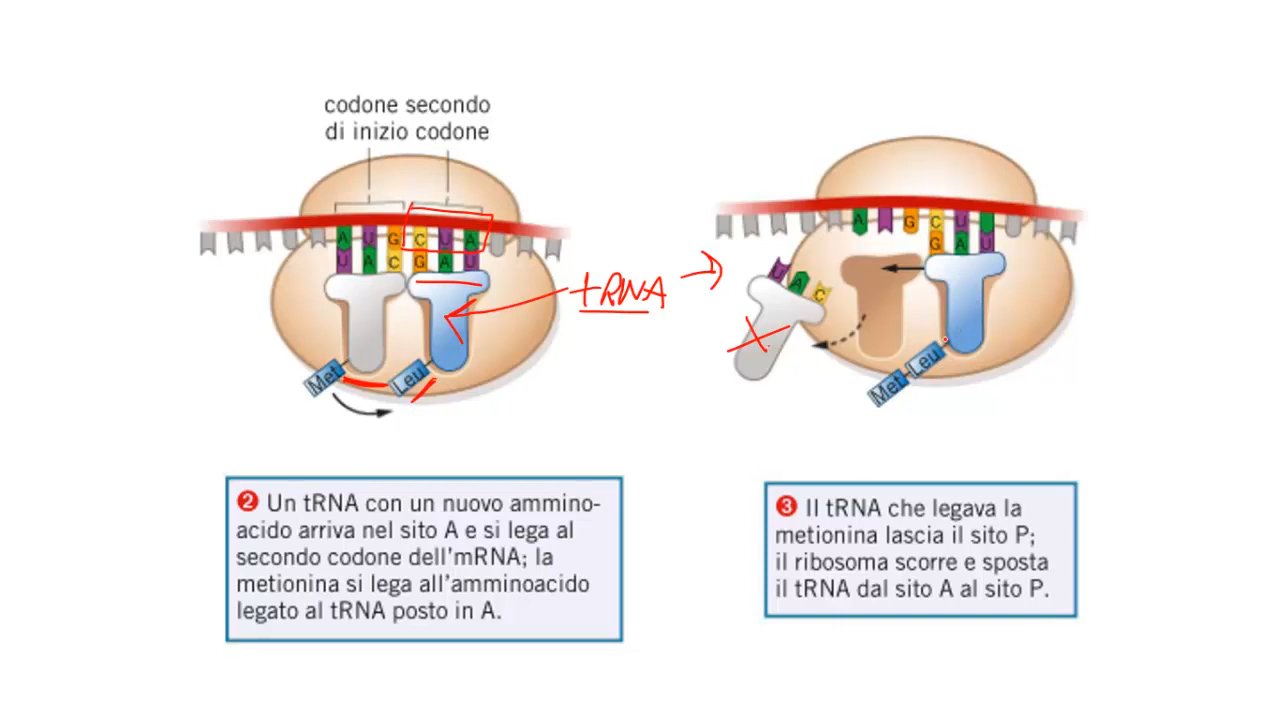 codone secondo
di inizio codone
A U G C U A
U A C G A U
tRNA
Met
Leu
A U G C U A
G A U
U A C
Met Leu
2 Un tRNA con un nuovo ammino-
acido arriva nel sito A e si lega al
secondo codone dell'mRNA; la
metionina si lega all'amminoacido
legato al tRNA posto in A.
3 Il tRNA che legava la
metionina lascia il sito P;
il ribosoma scorre e sposta
il tRNA dal sito A al sito P.